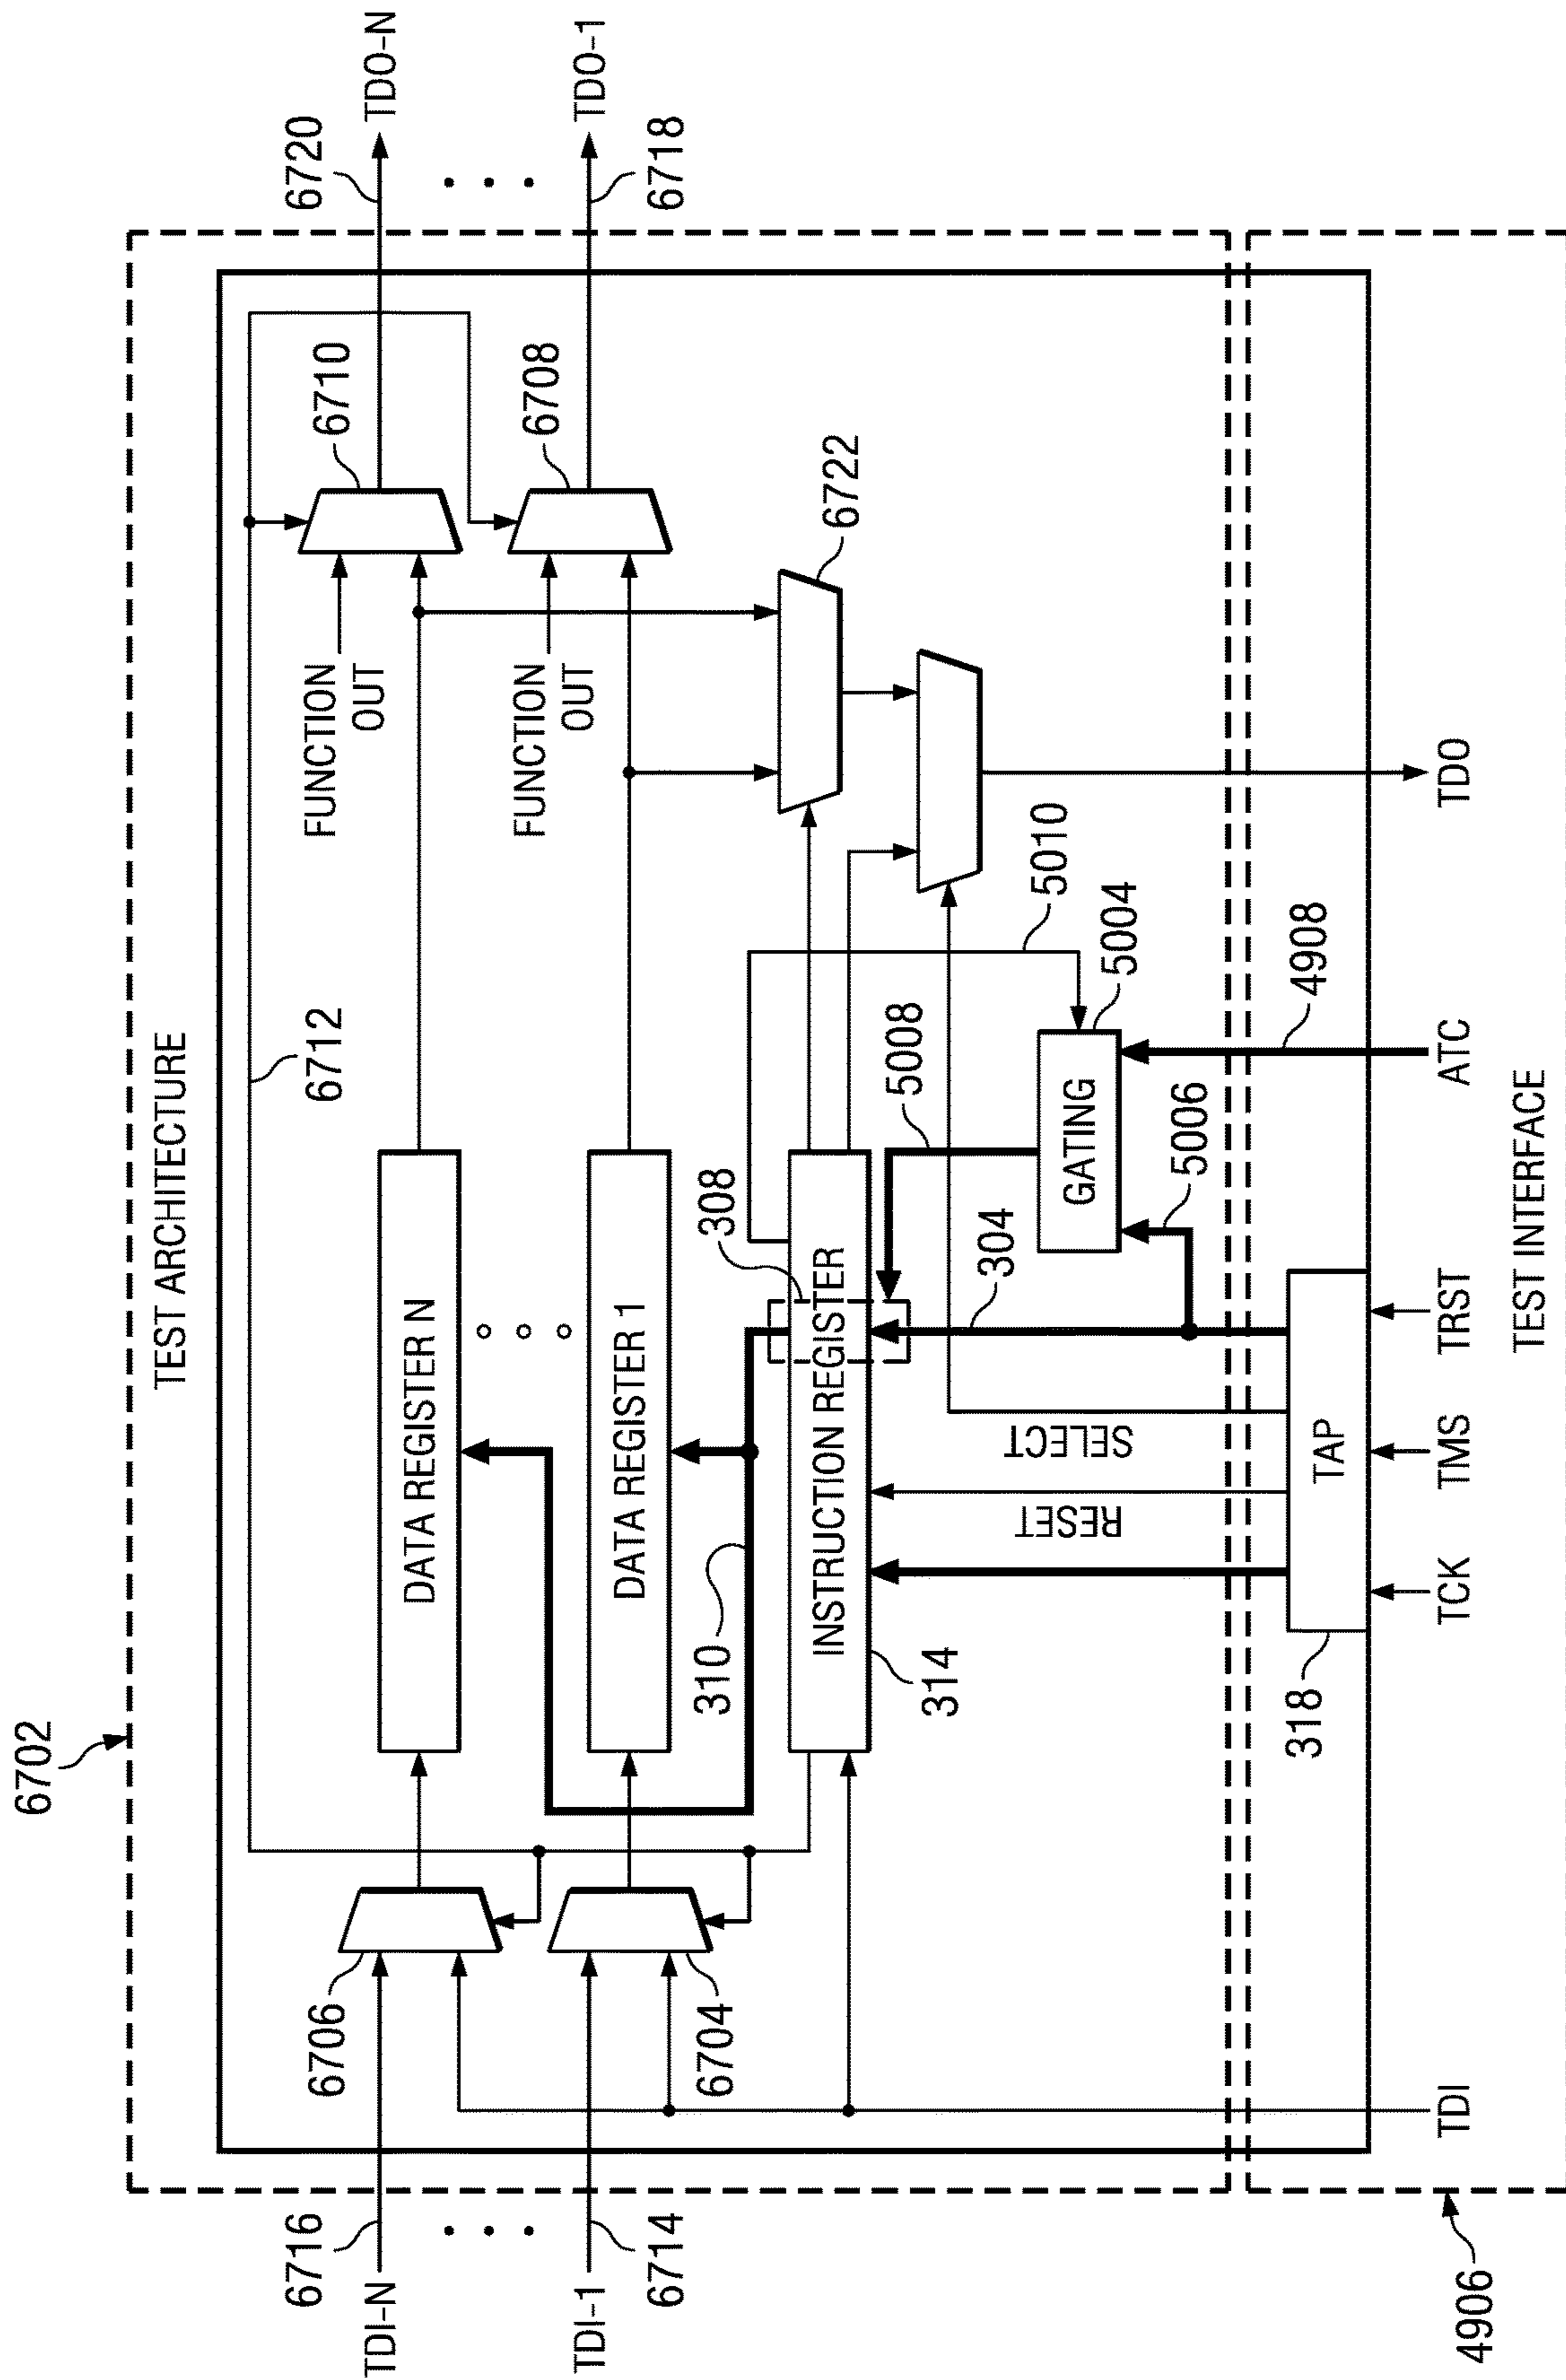 6702
TEST ARCHITECTURE
6712
6716
TDI-N
6706
DATA REGISTER N
FUNCTION
OUT
6710
6720
TDO-N
6714
TDI-1
6704
DATA REGISTER 1
FUNCTION
OUT
6708
6718
TDO-1
310
308
6722
INSTRUCTION REGISTER
314
5008
5010
304
RESET
SELECT
GATING
5004
5006
4908
318
TAP
4906
TDI
TCK
TMS
TRST
ATC
TDO
TEST INTERFACE